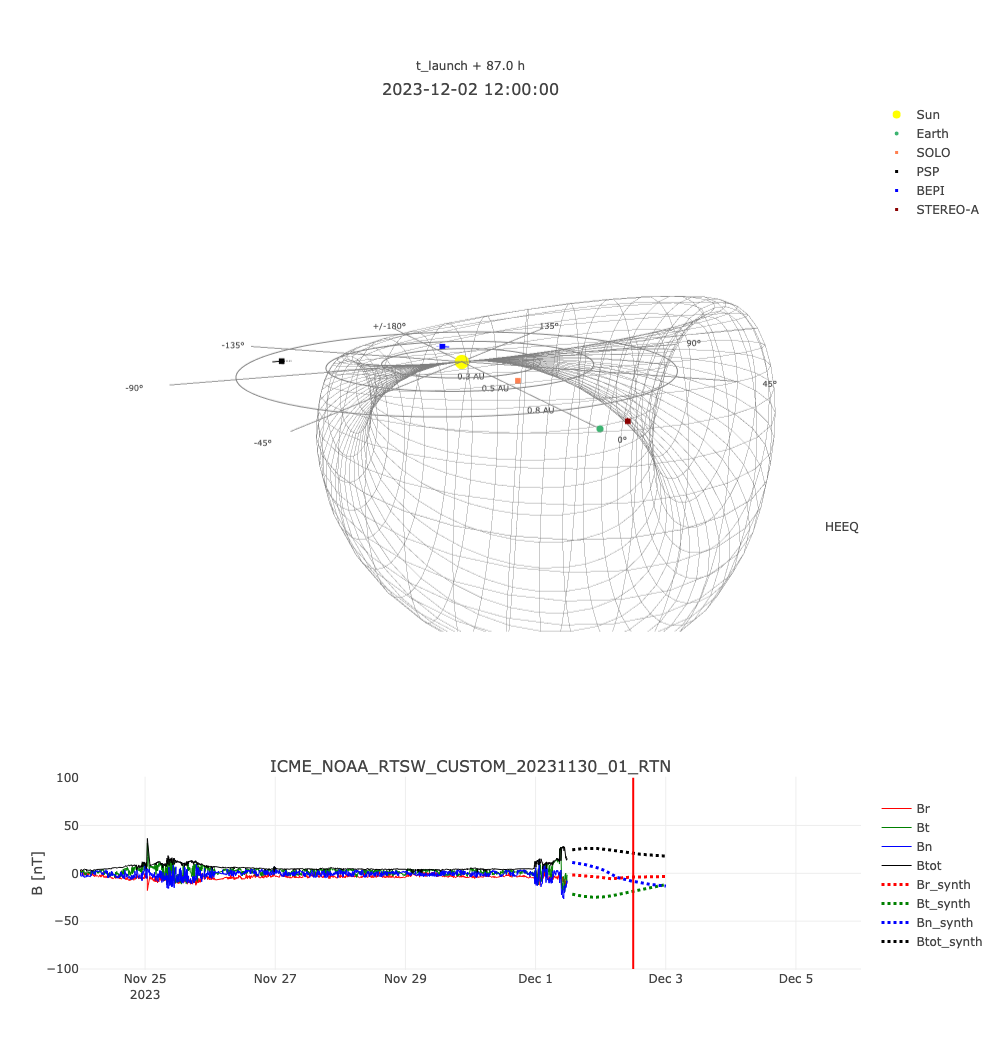 t_launch + 87.0 h
2023-12-02 12:00:00
Sun
Earth
SOLO
PSP
BEPI
STEREO-A
+/-180°
135°
-135°
90°
0.3 AU
45°
-90°
0.5 AU
0.8 AU
-45°
0°
HEEQ
ICME_NOAA_RTSW_CUSTOM_20231130_01_RTN
B [nT]
100
50
0
−50
−100
Nov 25
2023
Nov 27
Nov 29
Dec 1
Dec 3
Dec 5
Br
Bt
Bn
Btot
Br_synth
Bt_synth
Bn_synth
Btot_synth